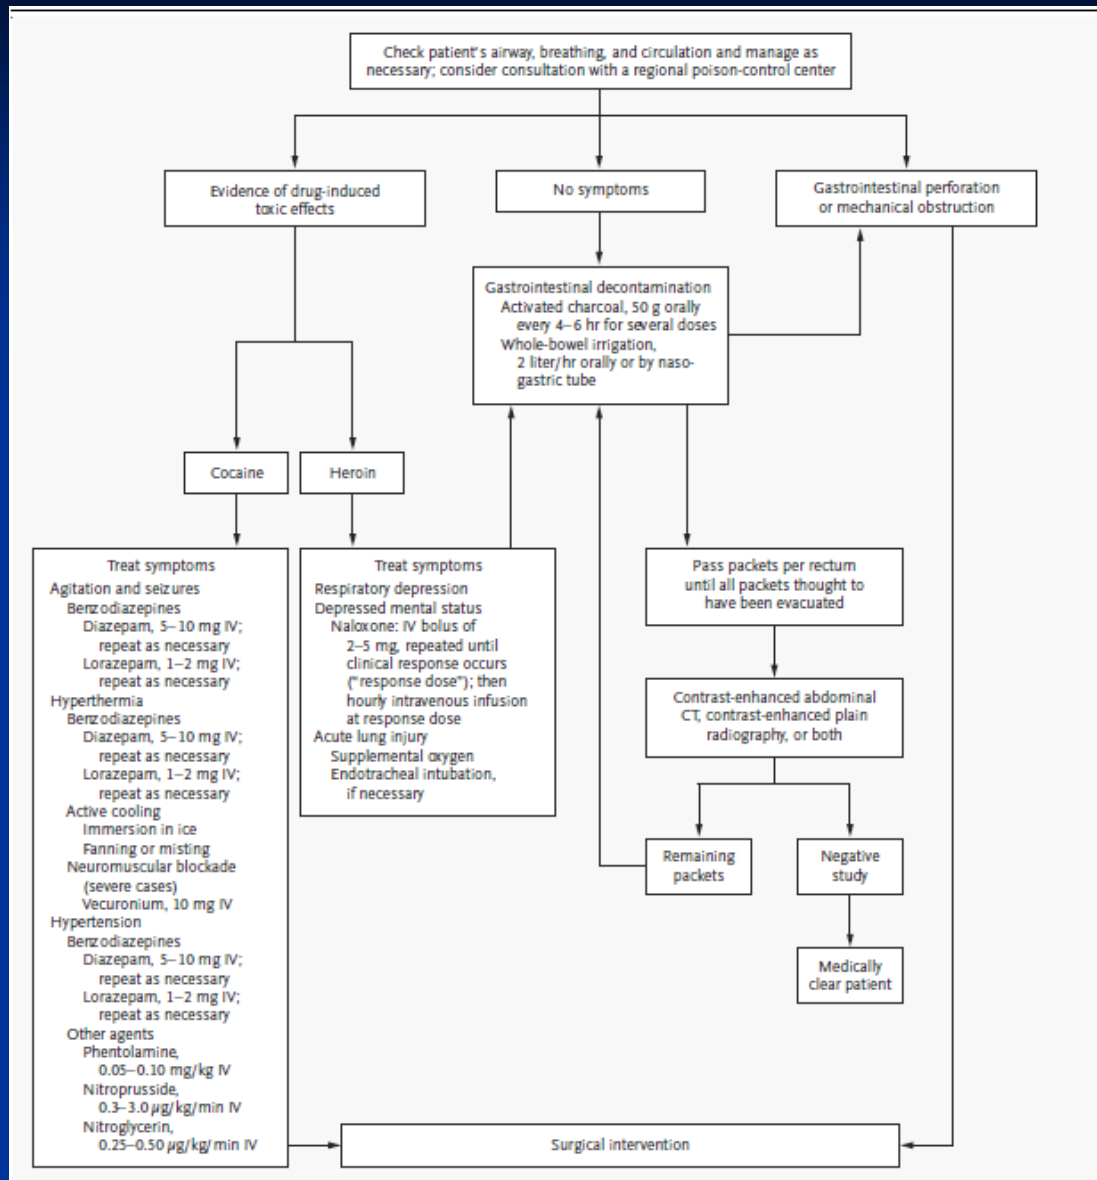 Check patient's airway, breathing, and circulation and manage as
necessary; consider consultation with a regional poison-control center
Evidence of drug-induced
toxic effects
No symptoms
Gastrointestinal perforation
or mechanical obstruction
Gastrointestinal decontamination
Activated charcoal, 50 g orally
every 4–6 hr for several doses
Whole-bowel irrigation,
2 liter/hr orally or by naso-
gastric tube
Cocaine
Heroin
Treat symptoms
Agitation and seizures
Benzodiazepines
Diazepam, 5–10 mg IV;
repeat as necessary
Lorazepam, 1–2 mg IV;
repeat as necessary
Hyperthermia
Benzodiazepines
Diazepam, 5–10 mg IV;
repeat as necessary
Lorazepam, 1–2 mg IV;
repeat as necessary
Active cooling
Immersion in ice
Fanning or misting
Neuromuscular blockade
(severe cases)
Vecuronium, 10 mg IV
Hypertension
Benzodiazepines
Diazepam, 5–10 mg IV;
repeat as necessary
Lorazepam, 1–2 mg IV;
repeat as necessary
Other agents
Phentolamine,
0.05–0.10 mg/kg IV
Nitroprusside,
0.3–3.0 µg/kg/min IV
Nitroglycerin,
0.25–0.50 µg/kg/min IV
Treat symptoms
Respiratory depression
Depressed mental status
Naloxone: IV bolus of
2–5 mg, repeated until
clinical response occurs
("response dose"); then
hourly intravenous infusion
at response dose
Acute lung injury
Supplemental oxygen
Endotracheal intubation,
if necessary
Pass packets per rectum
until all packets thought to
have been evacuated
Contrast-enhanced abdominal
CT, contrast-enhanced plain
radiography, or both
Remaining
packets
Negative
study
Medically
clear patient
Surgical intervention